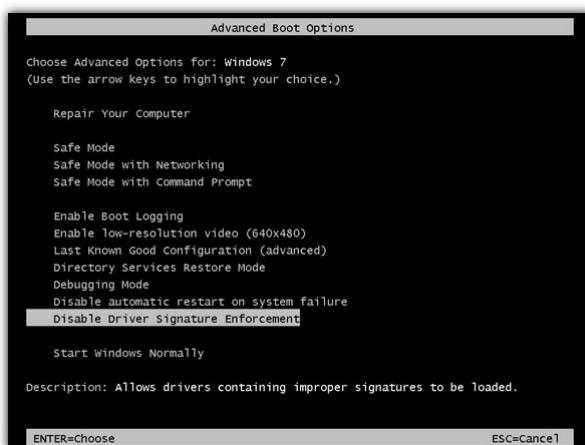 Advanced Boot Options
Choose Advanced Options for: Windows 7
(Use the arrow keys to highlight your choice.)
Repair Your Computer
Safe Mode
Safe Mode with Networking
Safe Mode with Command Prompt
Enable Boot Logging
Enable low-resolution video (640x480)
Last Known Good Configuration (advanced)
Directory Services Restore Mode
Debugging Mode
Disable automatic restart on system failure
Disable Driver Signature Enforcement
Start Windows Normally
Description: Allows drivers containing improper signatures to be loaded.
ENTER=Choose ESC=Cancel